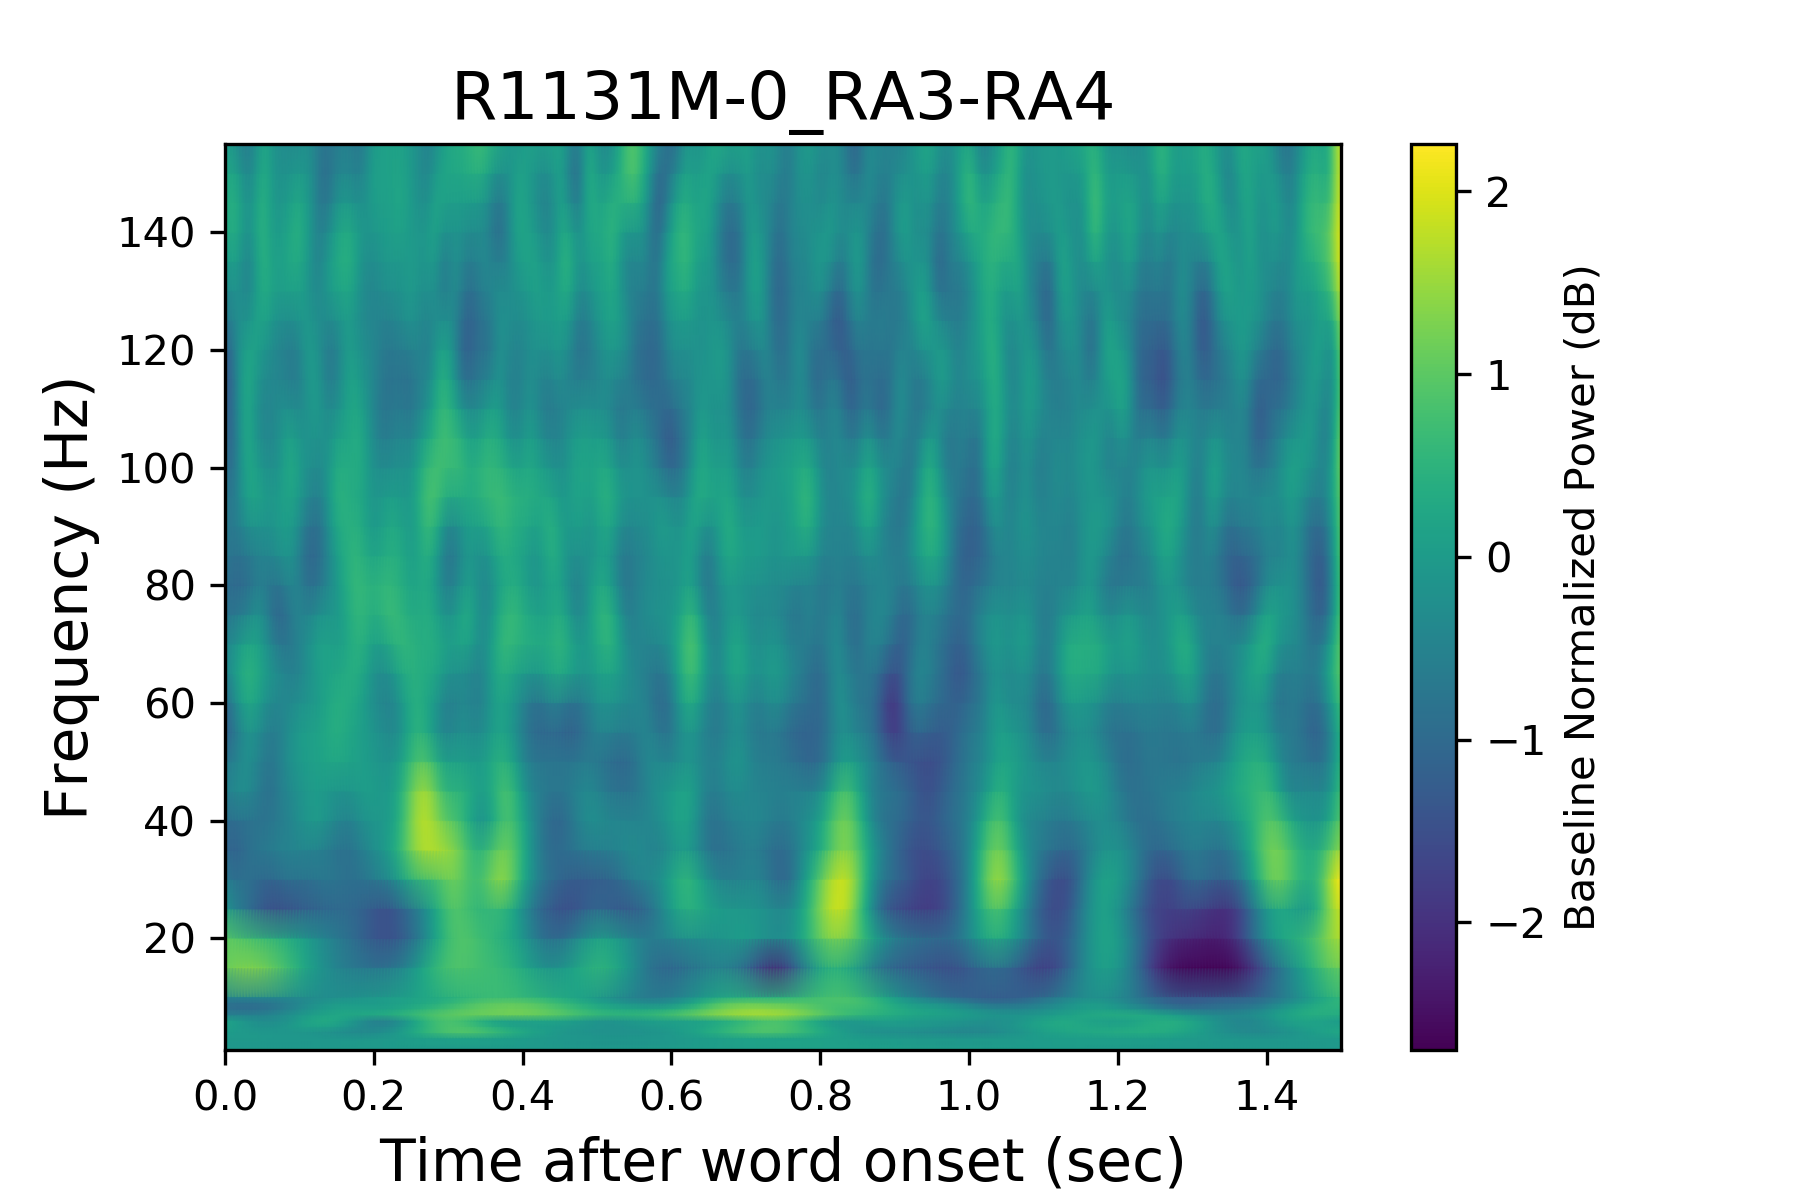 R1131M-0_RA3-RA4
Frequency (Hz)
140
120
100
80
60
40
20
0.0 0.2 0.4 0.6 0.8 1.0 1.2 1.4
Time after word onset (sec)
2
1
0
−1
−2
Baseline Normalized Power (dB)